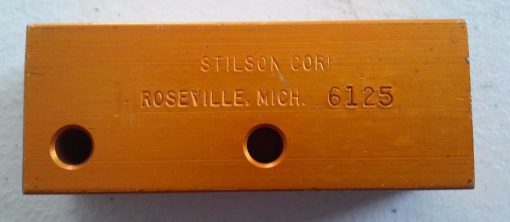 STILSON CORP
ROSEVILLE, MICH. 6125